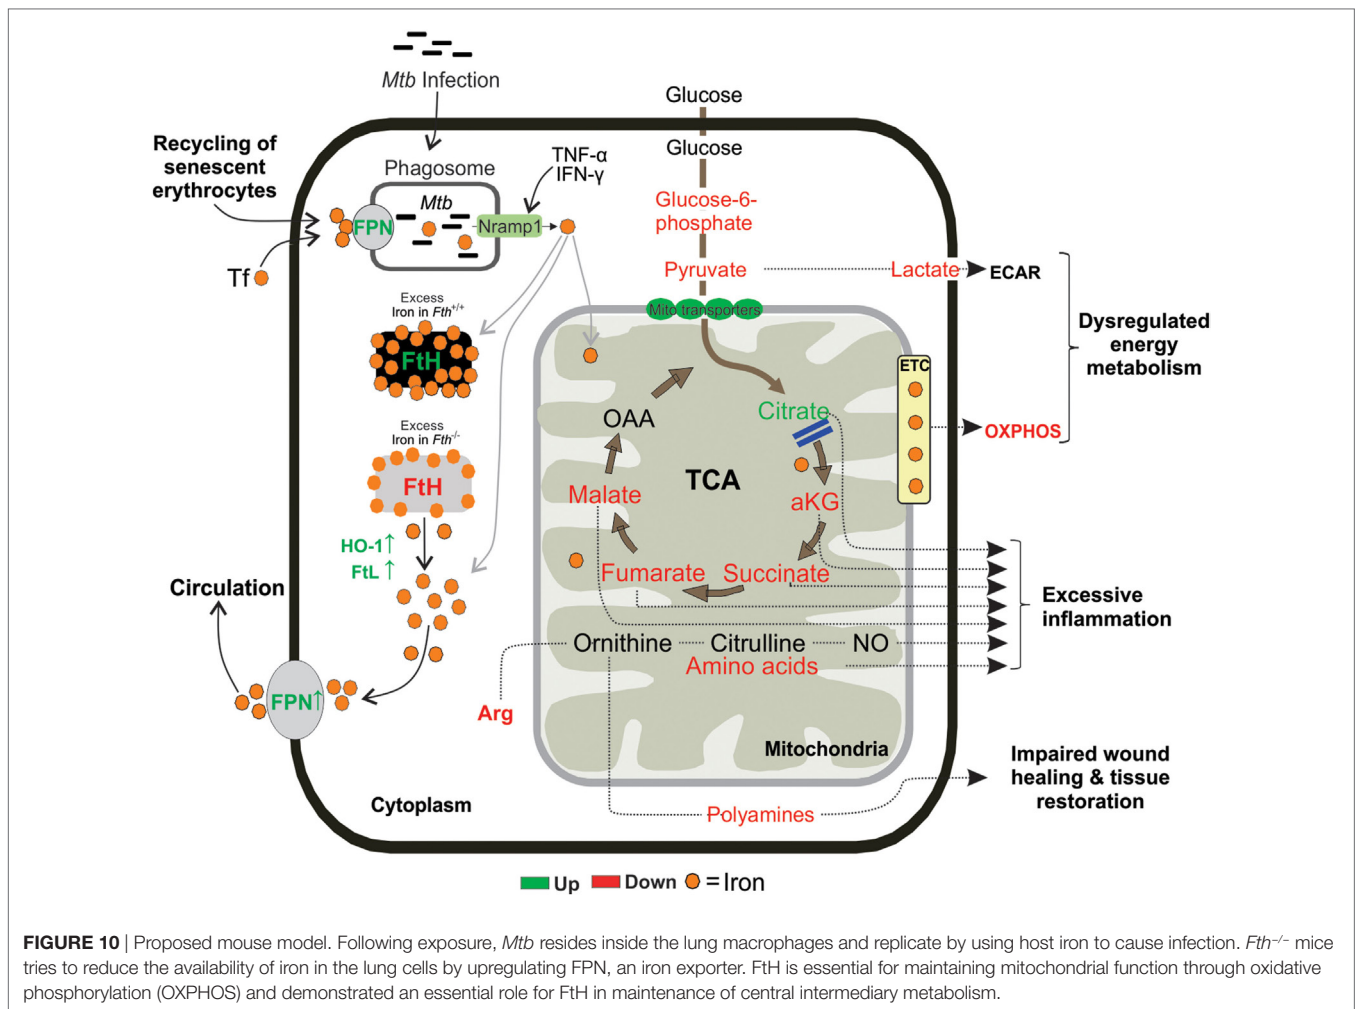 Mtb Infection
Glucose
Recycling of
senescent
erythrocytes
Phagosome
TNF-α
IFN-γ
Glucose
Mtb
FPN
Nramp1
Glucose-6-
phosphate
Tf
Pyruvate
Lactate
ECAR
Excess
Iron in Fth+/+
FtH
Mito transporters
Dysregulated
energy
metabolism
ETC
OXPHOS
Citrate
OAA
TCA
Excess
Iron in Fth-/-
FtH
Malate
aKG
HO-1↑
FtL ↑
Fumarate
Succinate
Circulation
Excessive
inflammation
Ornithine
Citrulline
NO
Amino acids
FPN↑
Arg
Mitochondria
Impaired wound
healing & tissue
restoration
Cytoplasm
Polyamines
Up Down = Iron
FIGURE 10 | Proposed mouse model. Following exposure, Mtb resides inside the lung macrophages and replicate by using host iron to cause infection. Fth−/− mice
tries to reduce the availability of iron in the lung cells by upregulating FPN, an iron exporter. FtH is essential for maintaining mitochondrial function through oxidative
phosphorylation (OXPHOS) and demonstrated an essential role for FtH in maintenance of central intermediary metabolism.